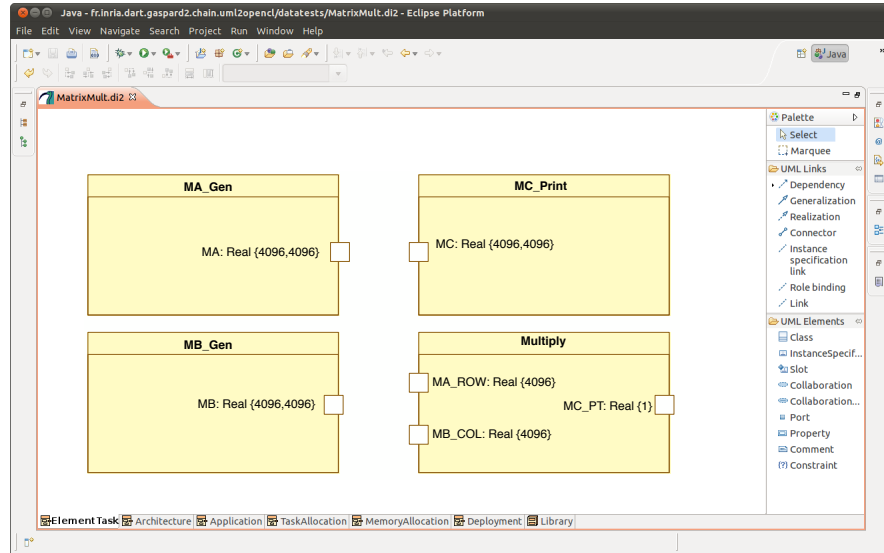 Java - fr.inria.dart.gaspard2.chain.uml2opencl/datatests/MatrixMult.di2 - Eclipse Platform
File Edit View Navigate Search Project Run Window Help
Java
MatrixMult.di2
MA_Gen
MA: Real {4096,4096}
MC_Print
MC: Real {4096,4096}
MB_Gen
MB: Real {4096,4096}
Multiply
MA_ROW: Real {4096}
MC_PT: Real {1}
MB_COL: Real {4096}
Palette
Select
Marquee
UML Links
Dependency
Generalization
Realization
Connector
Instance
specification
link
Role binding
Link
UML Elements
Class
InstanceSpecif...
Slot
Collaboration
Collaboration...
Port
Property
Comment
Constraint
ElementTask Architecture Application TaskAllocation MemoryAllocation Deployment Library